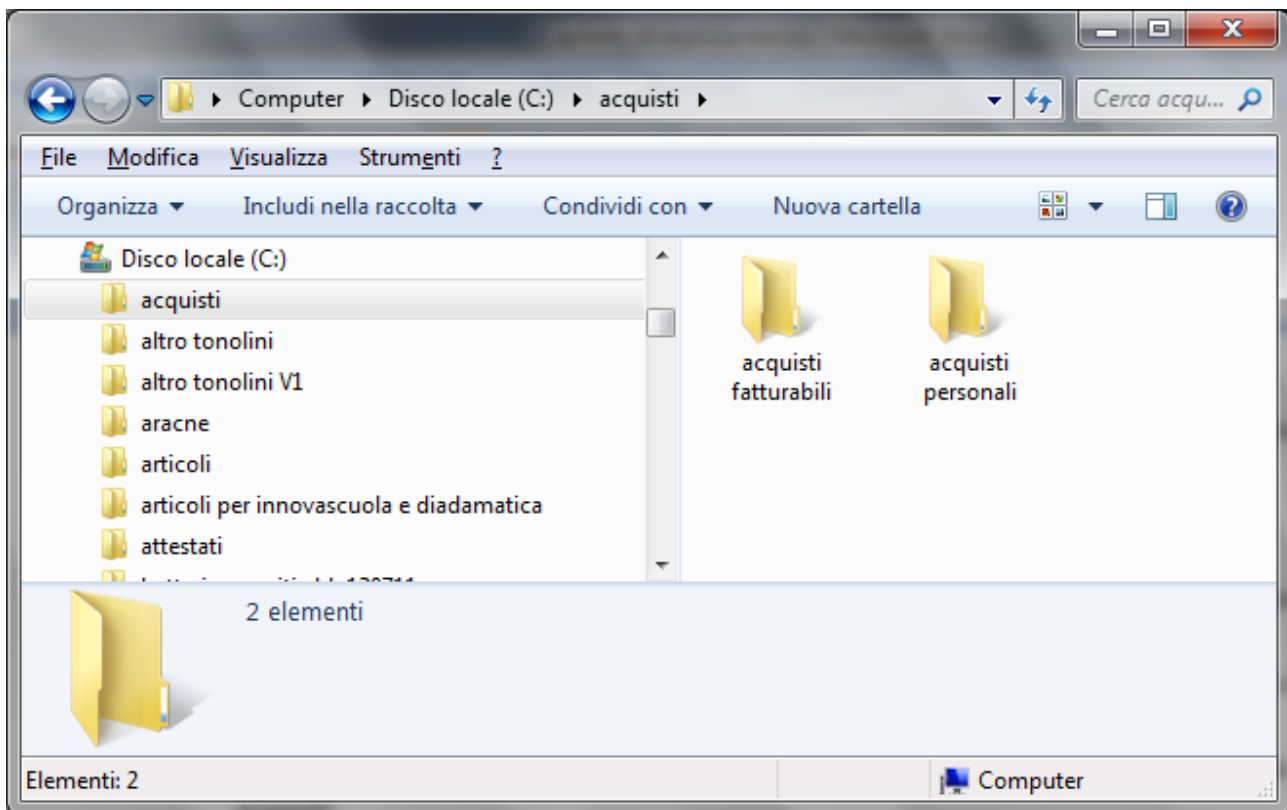 Computer ▸ Disco locale (C:) ▸ acquisti ▸
Cerca acqu...
File Modifica Visualizza Strumenti ?
Organizza Includi nella raccolta Condividi con Nuova cartella
Disco locale (C:)
acquisti
altro tonolini
altro tonolini V1
aracne
articoli
articoli per innovascuola e diadamatica
attestati
acquisti
fatturabili
acquisti
personali
2 elementi
Elementi: 2
Computer